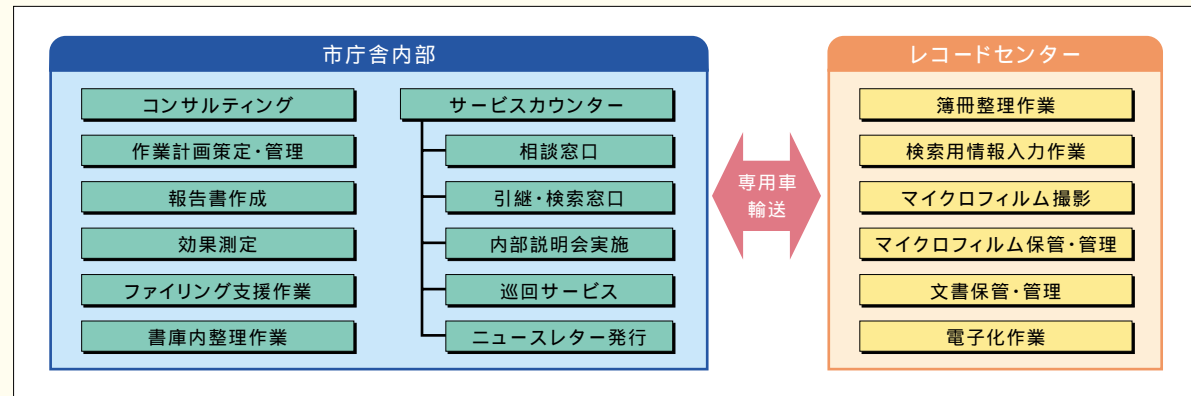 市庁舎内部
コンサルティング
作業計画策定・管理
報告書作成
効果測定
ファイリング支援作業
書庫内整理作業
サービスカウンター
相談窓口
引継・検索窓口
内部説明会実施
巡回サービス
ニュースレター発行
専用車
輸送
レコードセンター
簿冊整理作業
検索用情報入力作業
マイクロフィルム撮影
マイクロフィルム保管・管理
文書保管・管理
電子化作業